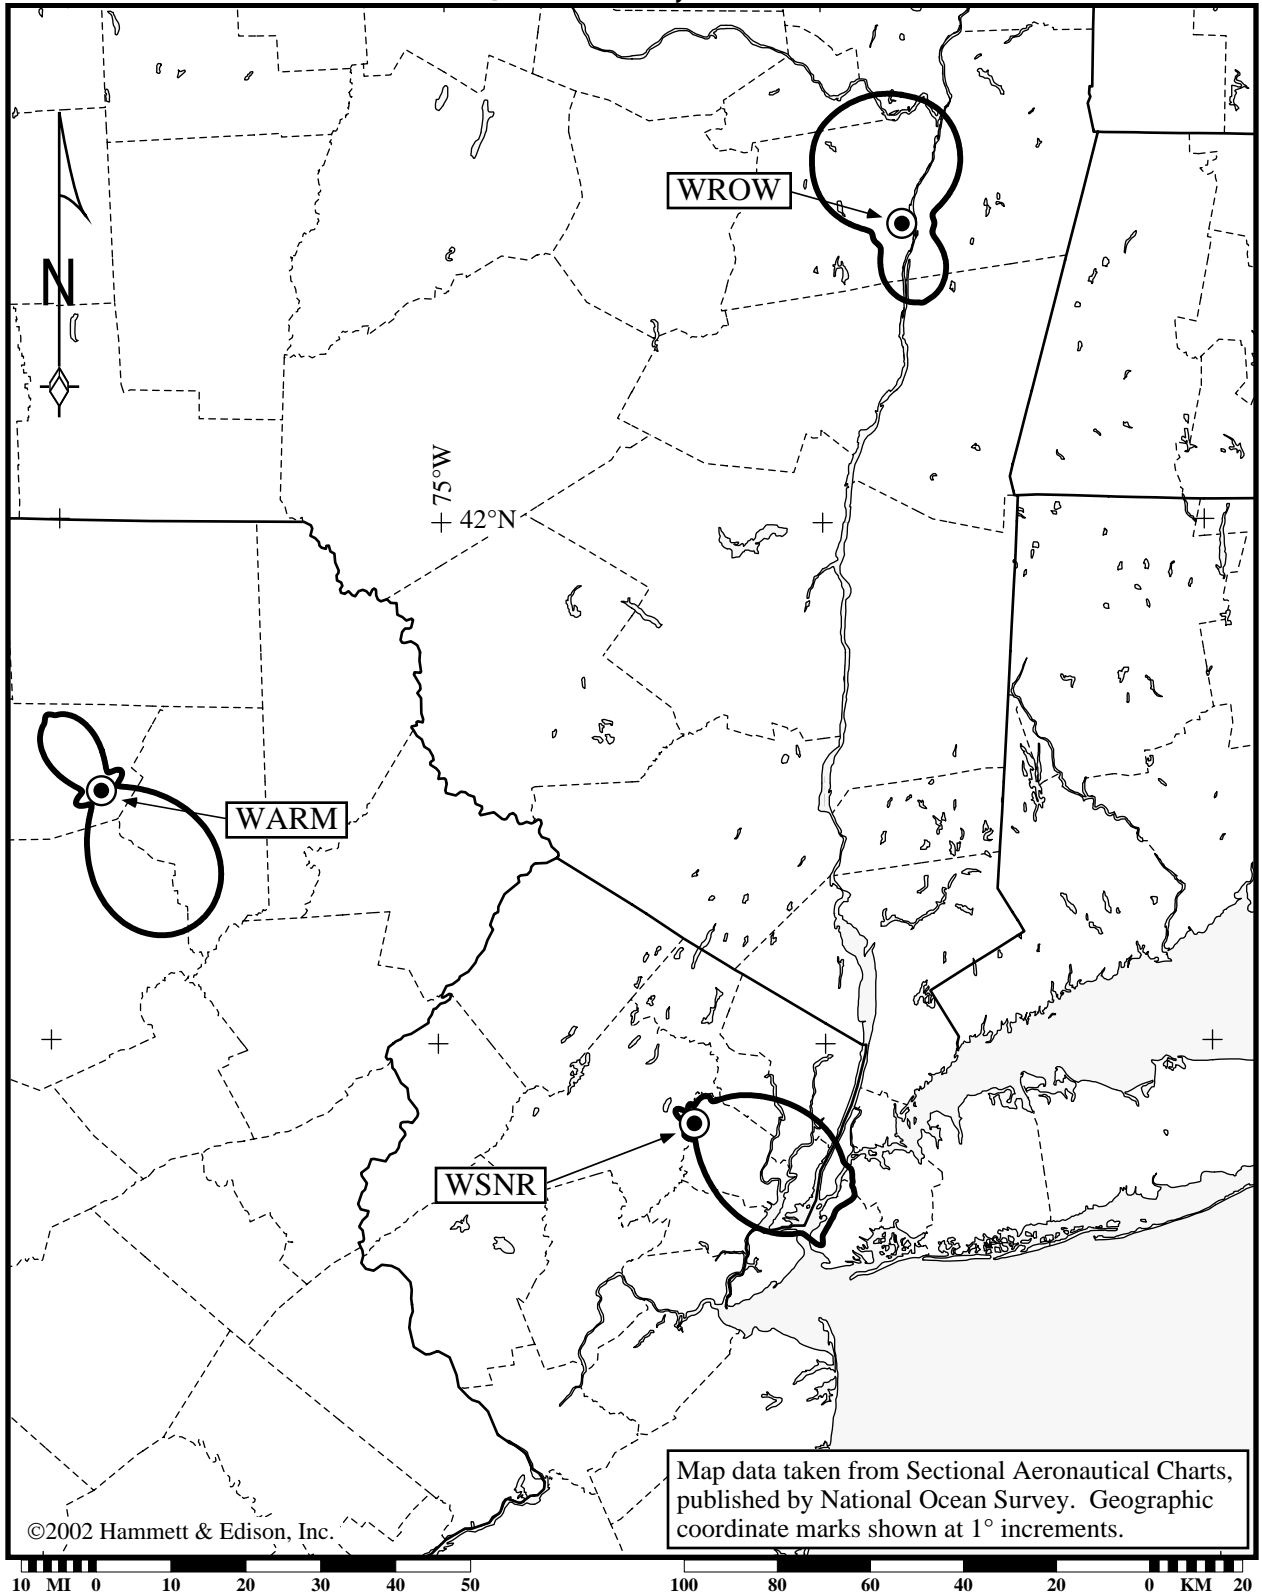 WROW
N
75°W
42°N
WARM
WSNR
Map data taken from Sectional Aeronautical Charts,
published by National Ocean Survey. Geographic
coordinate marks shown at 1° increments.
©2002 Hammett & Edison, Inc.
10 MI 0 10 20 30 40 50 100 80 60 40 20 0 KM 20